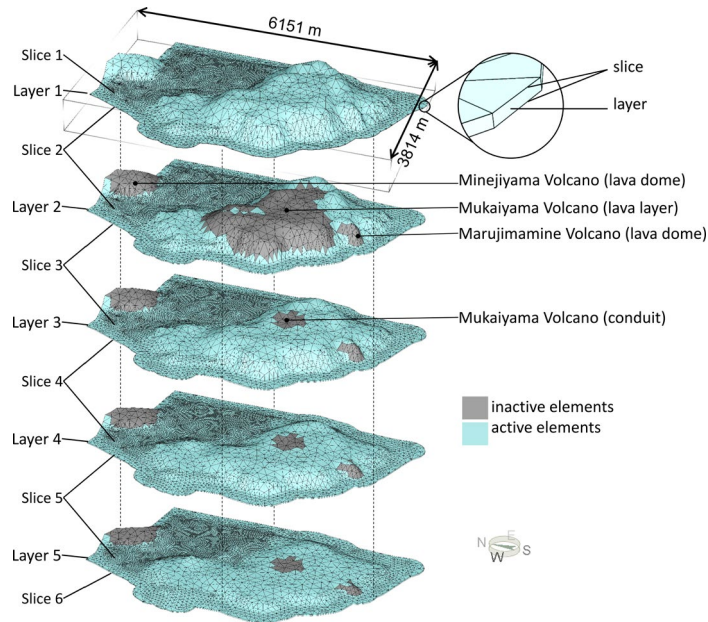 6151 m
3814 m
Slice 1
Layer 1
Slice 2
Layer 2
Slice 3
Layer 3
Slice 4
Layer 4
Slice 5
Layer 5
Slice 6
slice
layer
Minejiyama Volcano (lava dome)
Mukaiyama Volcano (lava layer)
Marujimamine Volcano (lava dome)
Mukaiyama Volcano (conduit)
inactive elements
active elements
N E
W S